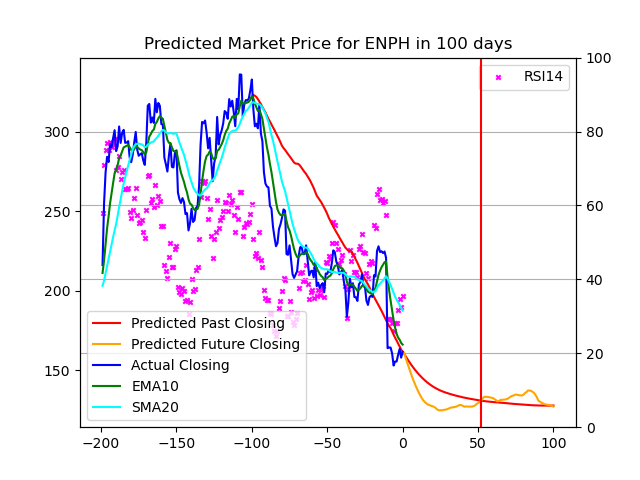 Predicted Market Price for ENPH in 100 days
RSI14
300
250
200
150
100
80
60
40
20
0
Predicted Past Closing
Predicted Future Closing
Actual Closing
EMA10
SMA20
−200 −150 −100 −50 0 50 100